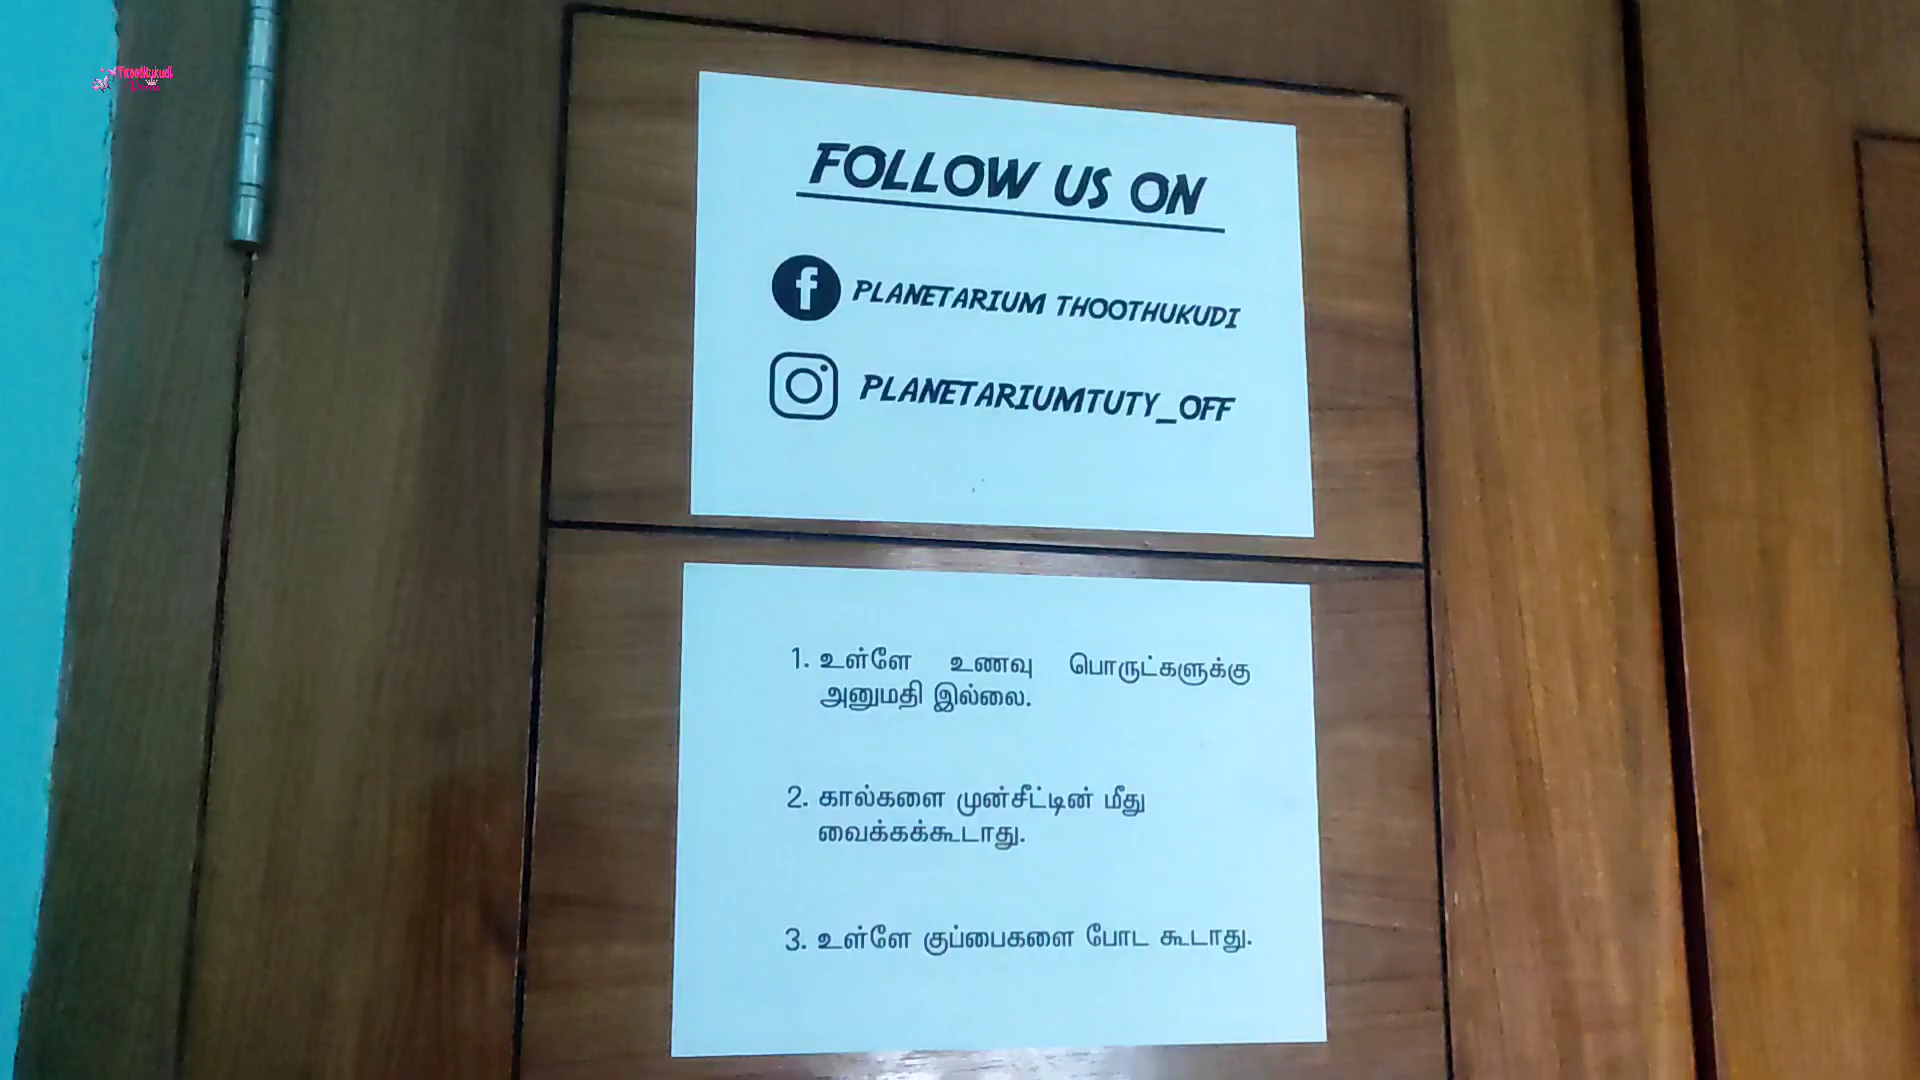 Thoothukudi
FOLLOW US ON
PLANETARIUM THOOTHUKUDI
PLANETARIUMTUTY_OFF
1. உள்ளே உணவு பொருட்களுக்கு
அனுமதி இல்லை.
2. கால்களை முன்சீட்டின் மீது
வைக்கக்கூடாது.
3. உள்ளே குப்பைகளை போட கூடாது.